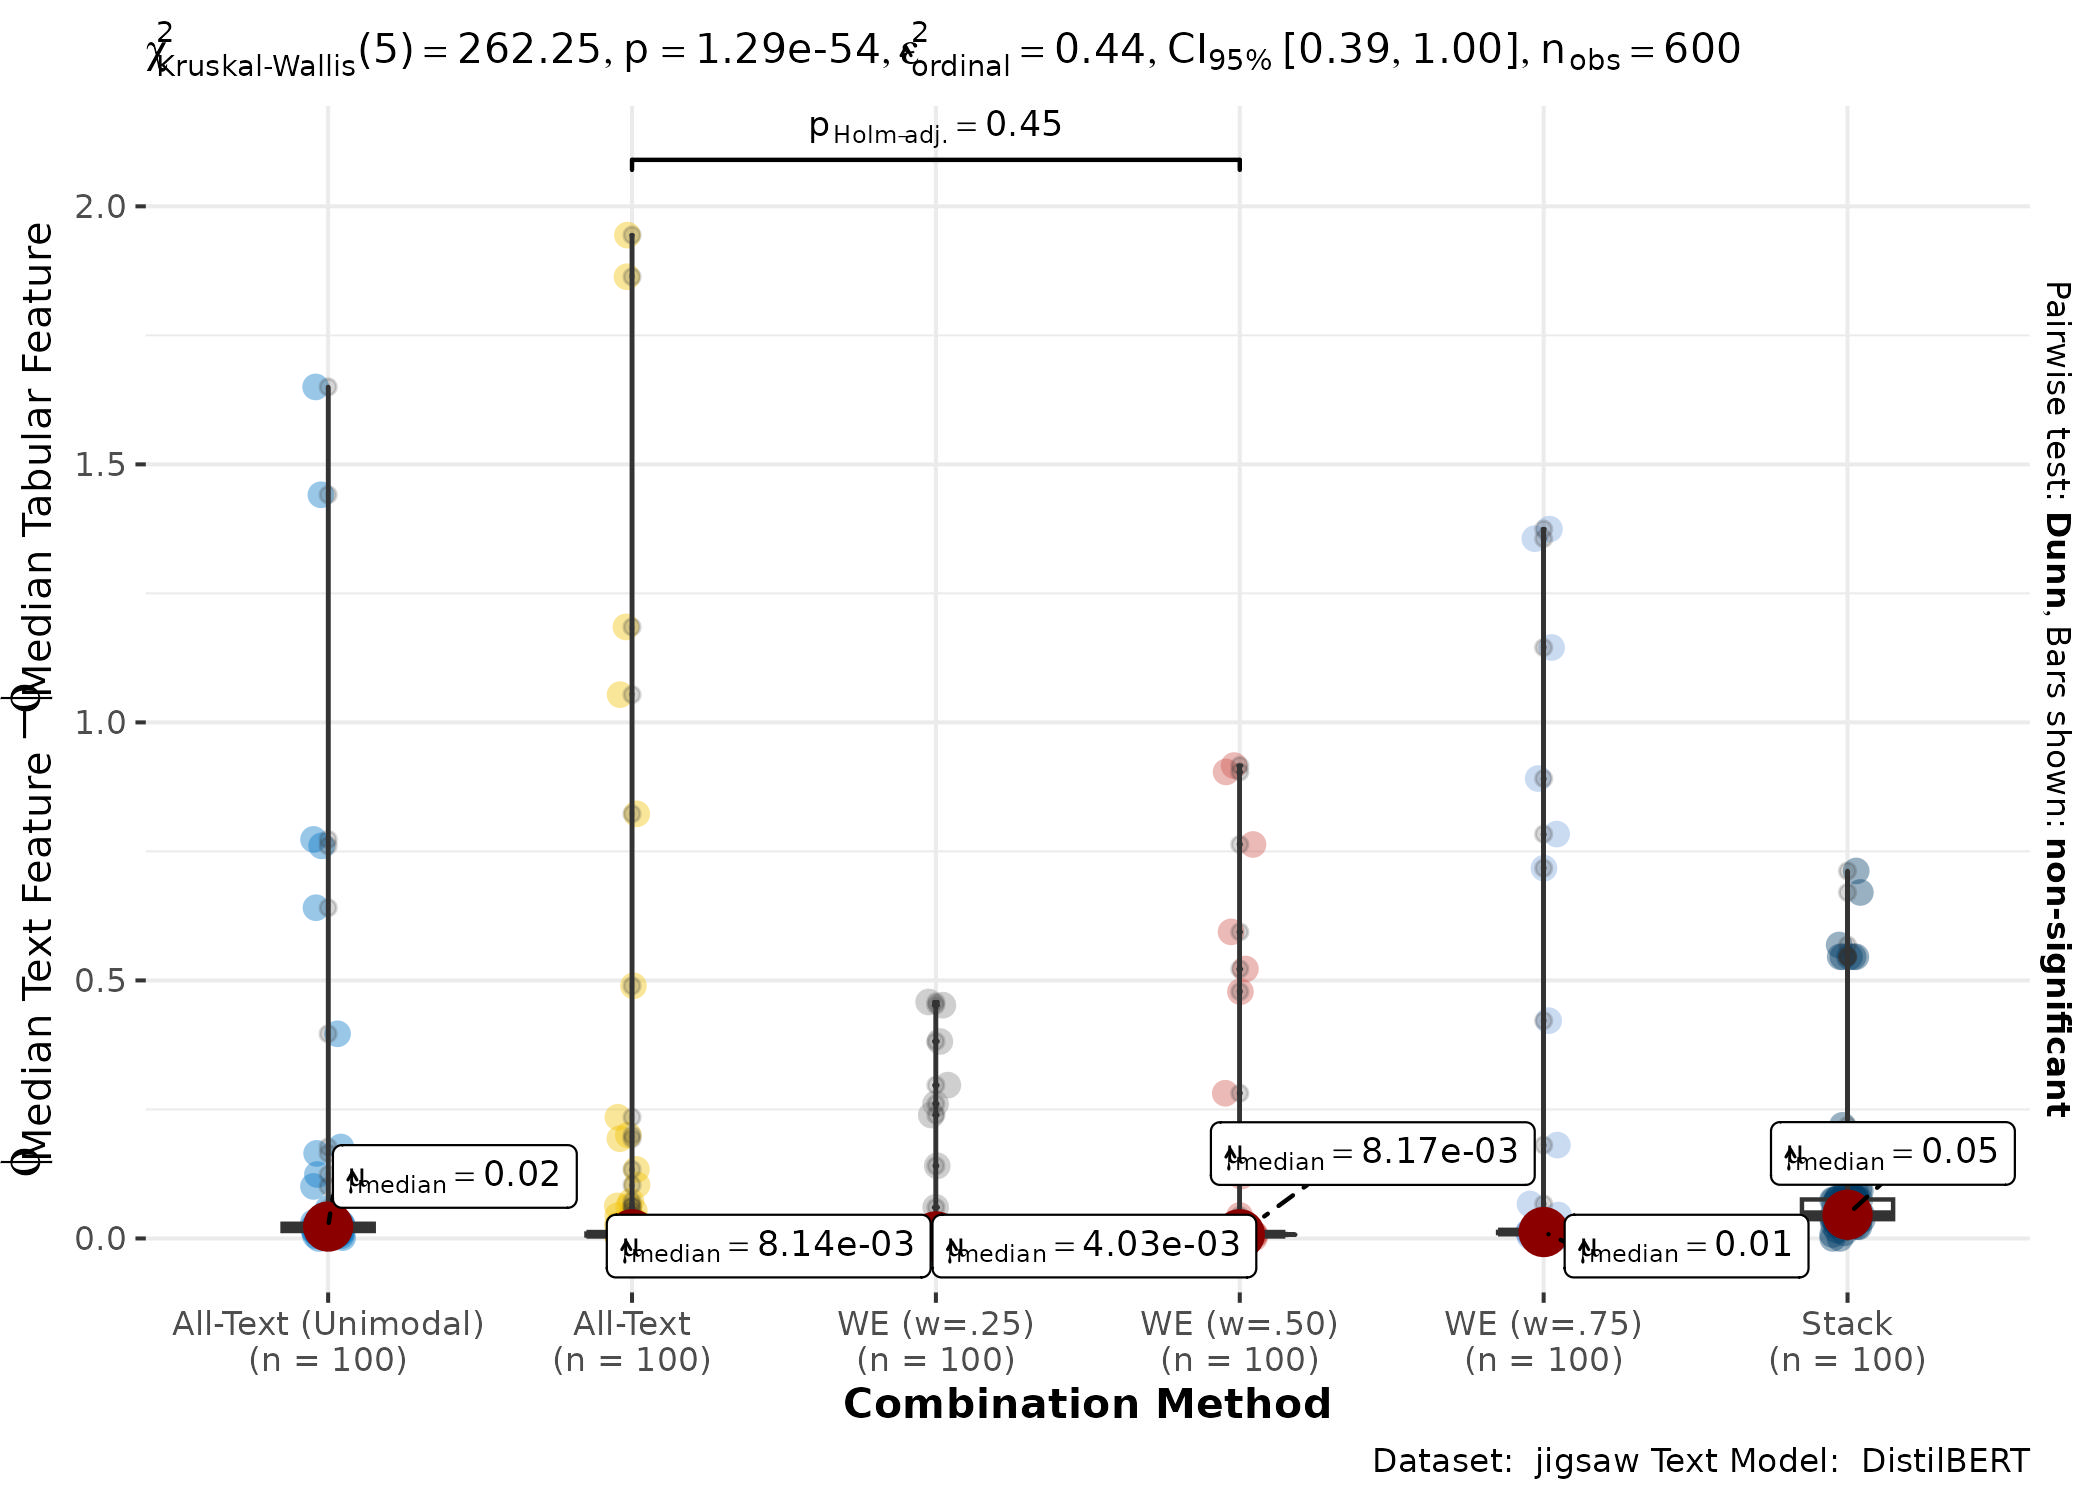 χ²Kruskal-Wallis(5) = 262.25, p = 1.29e-54, ε̂²ordinal = 0.44, CI95% [0.39, 1.00], nobs = 600
pHolm-adj. = 0.45
2.0
1.5
1.0
0.5
0.0
ϕMedian Text Feature − ϕMedian Tabular Feature
Pairwise test: Dunn, Bars shown: non-significant
μ̂median = 0.02
μ̂median = 8.14e-03
μ̂median = 4.03e-03
μ̂median = 8.17e-03
μ̂median = 0.01
μ̂median = 0.05
All-Text (Unimodal)
(n = 100)
All-Text
(n = 100)
WE (w=.25)
(n = 100)
WE (w=.50)
(n = 100)
WE (w=.75)
(n = 100)
Stack
(n = 100)
Combination Method
Dataset: jigsaw Text Model: DistilBERT